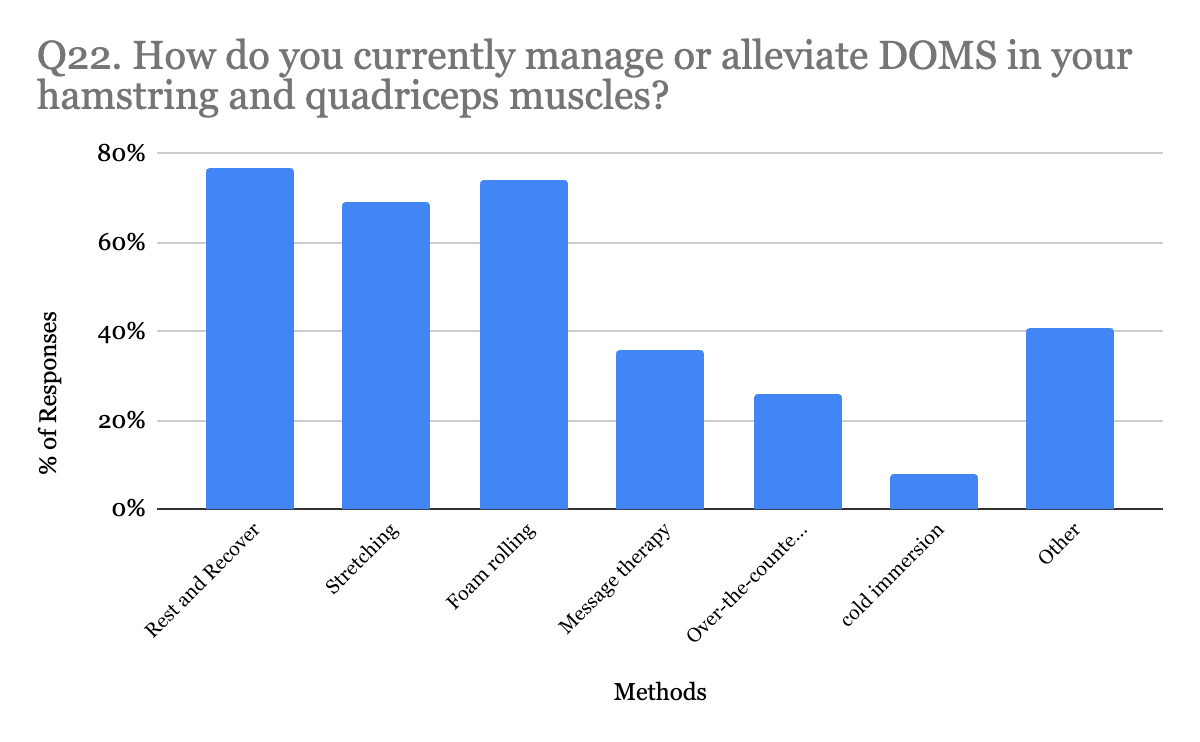 Q22. How do you currently manage or alleviate DOMS in your
hamstring and quadriceps muscles?
80%
60%
40%
20%
0%
% of Responses
Rest and Recover
Stretching
Foam rolling
Message therapy
Over-the-counte...
cold immersion
Other
Methods